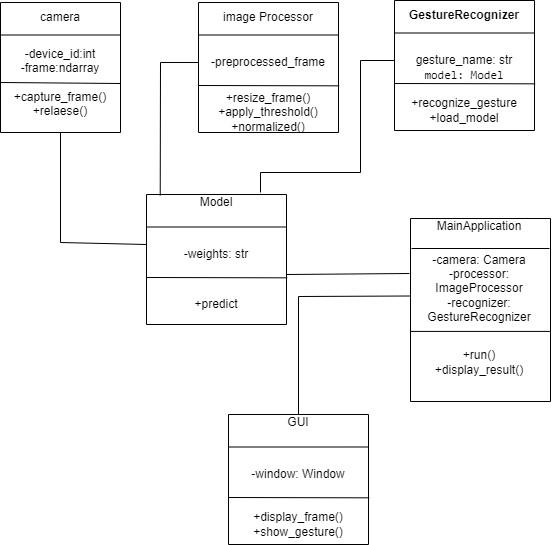 camera
-device_id:int
-frame:ndarray
+capture_frame()
+relaese()
image Processor
-preprocessed_frame
+resize_frame()
+apply_threshold()
+normalized()
GestureRecognizer
gesture_name: str
model: Model
+recognize_gesture
+load_model
Model
-weights: str
+predict
MainApplication
-camera: Camera
-processor:
ImageProcessor
-recognizer:
GestureRecognizer
+run()
+display_result()
GUI
-window: Window
+display_frame()
+show_gesture()